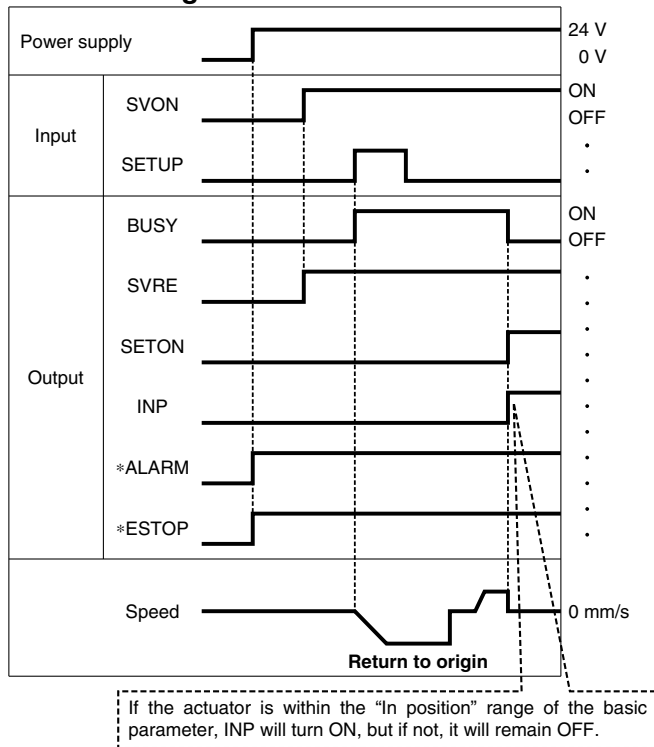 Power supply
24 V
0 V
Input
SVON
ON
OFF
SETUP
Output
BUSY
ON
OFF
SVRE
SETON
INP
∗ALARM
∗ESTOP
Speed
0 mm/s
Return to origin
If the actuator is within the “In position” range of the basic
parameter, INP will turn ON, but if not, it will remain OFF.